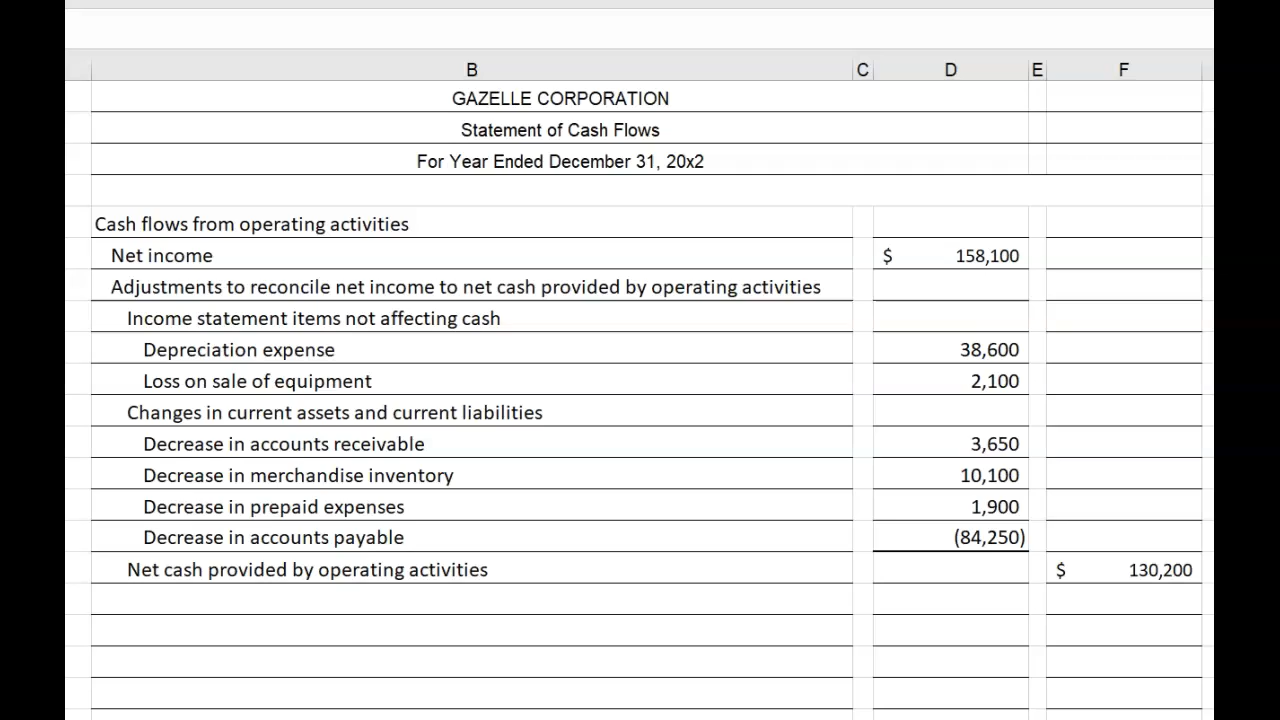 B C D E F
GAZELLE CORPORATION
Statement of Cash Flows
For Year Ended December 31, 20x2
Cash flows from operating activities
Net income $ 158,100
Adjustments to reconcile net income to net cash provided by operating activities
Income statement items not affecting cash
Depreciation expense 38,600
Loss on sale of equipment 2,100
Changes in current assets and current liabilities
Decrease in accounts receivable 3,650
Decrease in merchandise inventory 10,100
Decrease in prepaid expenses 1,900
Decrease in accounts payable (84,250)
Net cash provided by operating activities $ 130,200